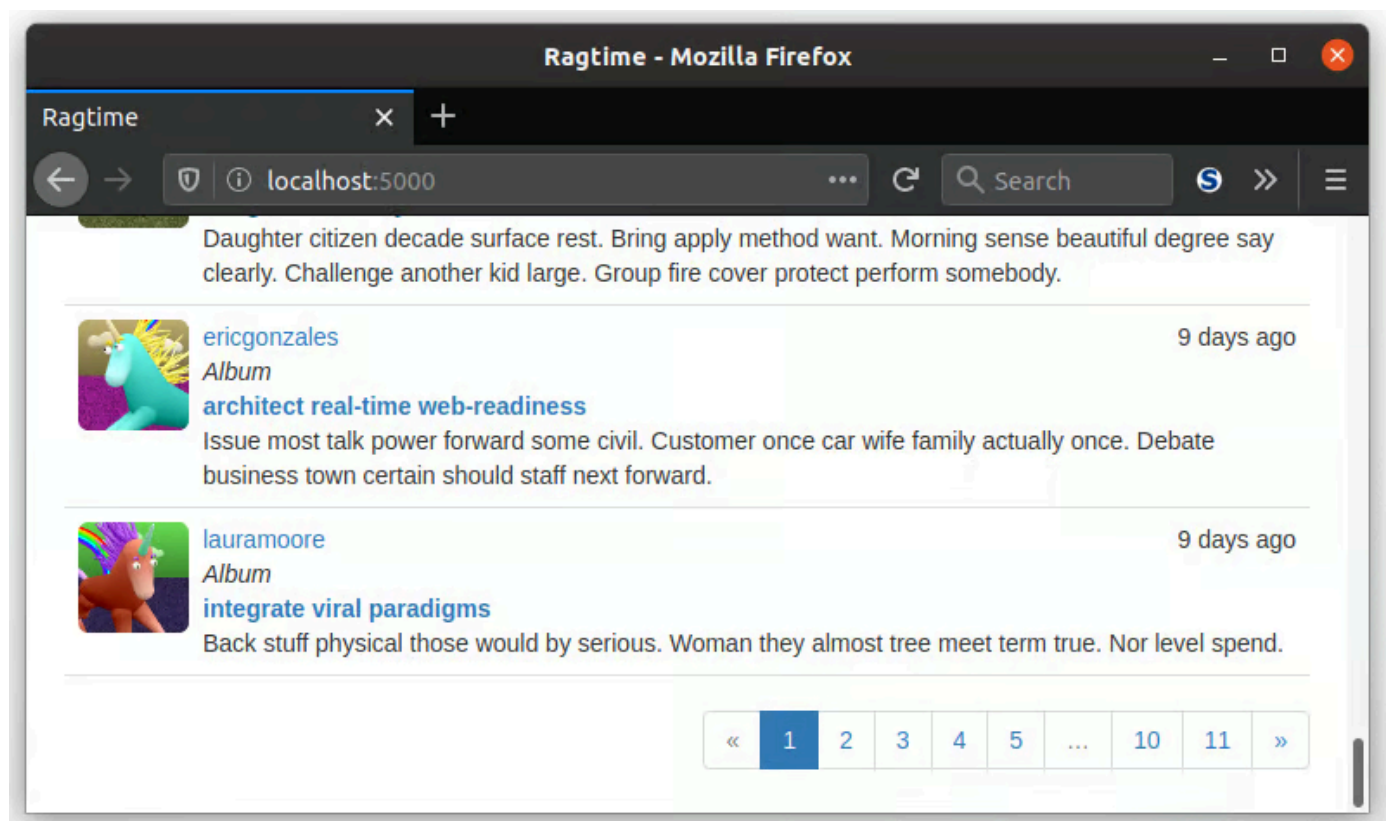 Ragtime - Mozilla Firefox
Ragtime
localhost:5000
Search
Daughter citizen decade surface rest. Bring apply method want. Morning sense beautiful degree say
clearly. Challenge another kid large. Group fire cover protect perform somebody.
ericgonzales 9 days ago
Album
architect real-time web-readiness
Issue most talk power forward some civil. Customer once car wife family actually once. Debate
business town certain should staff next forward.
lauramoore 9 days ago
Album
integrate viral paradigms
Back stuff physical those would by serious. Woman they almost tree meet term true. Nor level spend.
« 1 2 3 4 5 ... 10 11 »